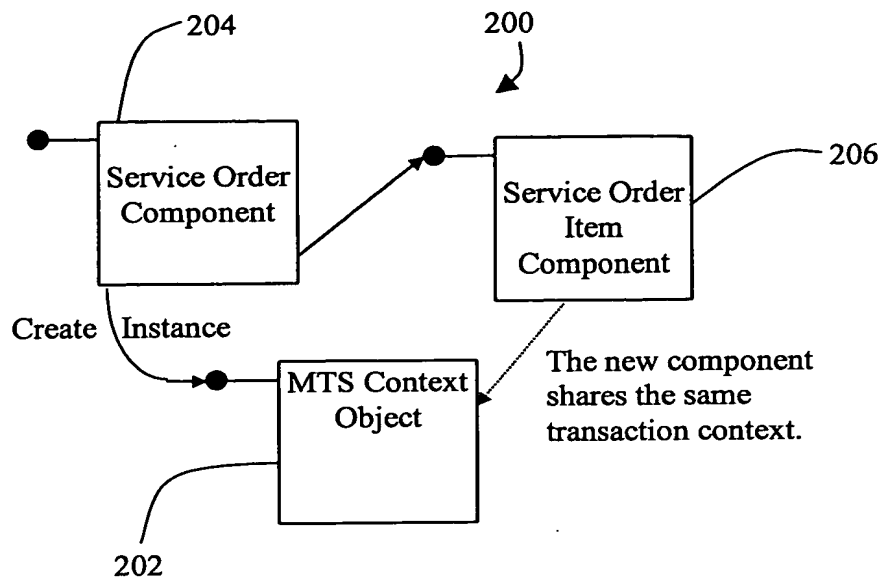 204
200
206
Service Order
Component
Service Order
Item
Component
Create Instance
MTS Context
Object
The new component
shares the same
transaction context.
202